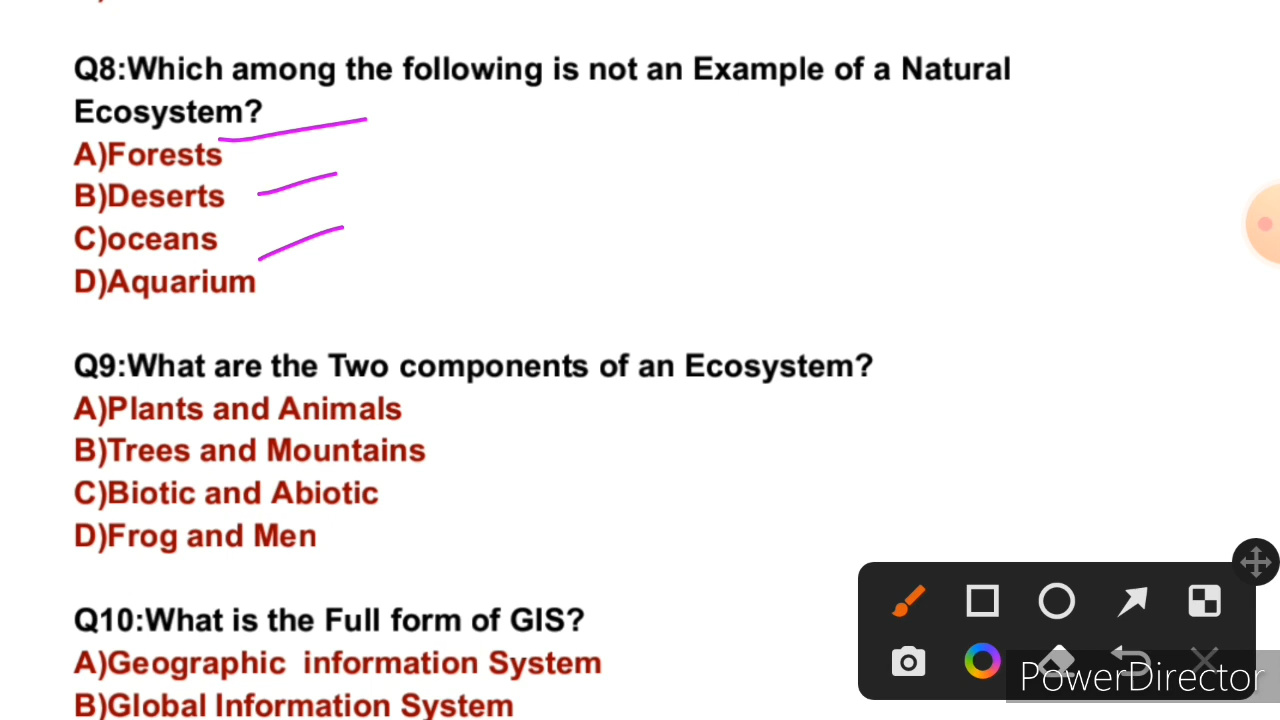 Q8:Which among the following is not an Example of a Natural
Ecosystem?
A)Forests
B)Deserts
C)oceans
D)Aquarium
Q9:What are the Two components of an Ecosystem?
A)Plants and Animals
B)Trees and Mountains
C)Biotic and Abiotic
D)Frog and Men
Q10:What is the Full form of GIS?
A)Geographic information System
B)Global Information System
PowerDirector